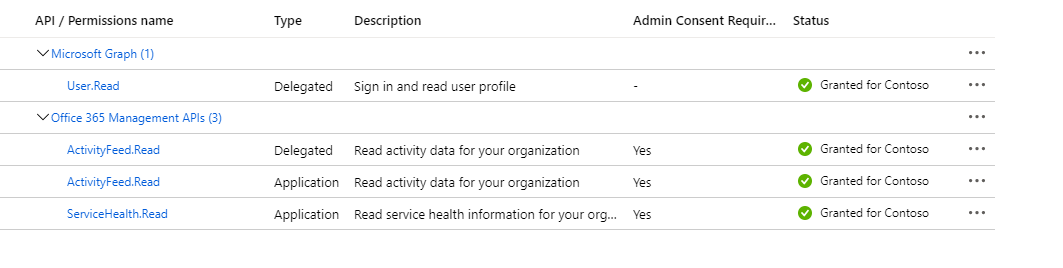 API / Permissions name Type Description Admin Consent Requir... Status
Microsoft Graph (1) ...
User.Read Delegated Sign in and read user profile - Granted for Contoso ...
Office 365 Management APIs (3) ...
ActivityFeed.Read Delegated Read activity data for your organization Yes Granted for Contoso ...
ActivityFeed.Read Application Read activity data for your organization Yes Granted for Contoso ...
ServiceHealth.Read Application Read service health information for your org... Yes Granted for Contoso ...